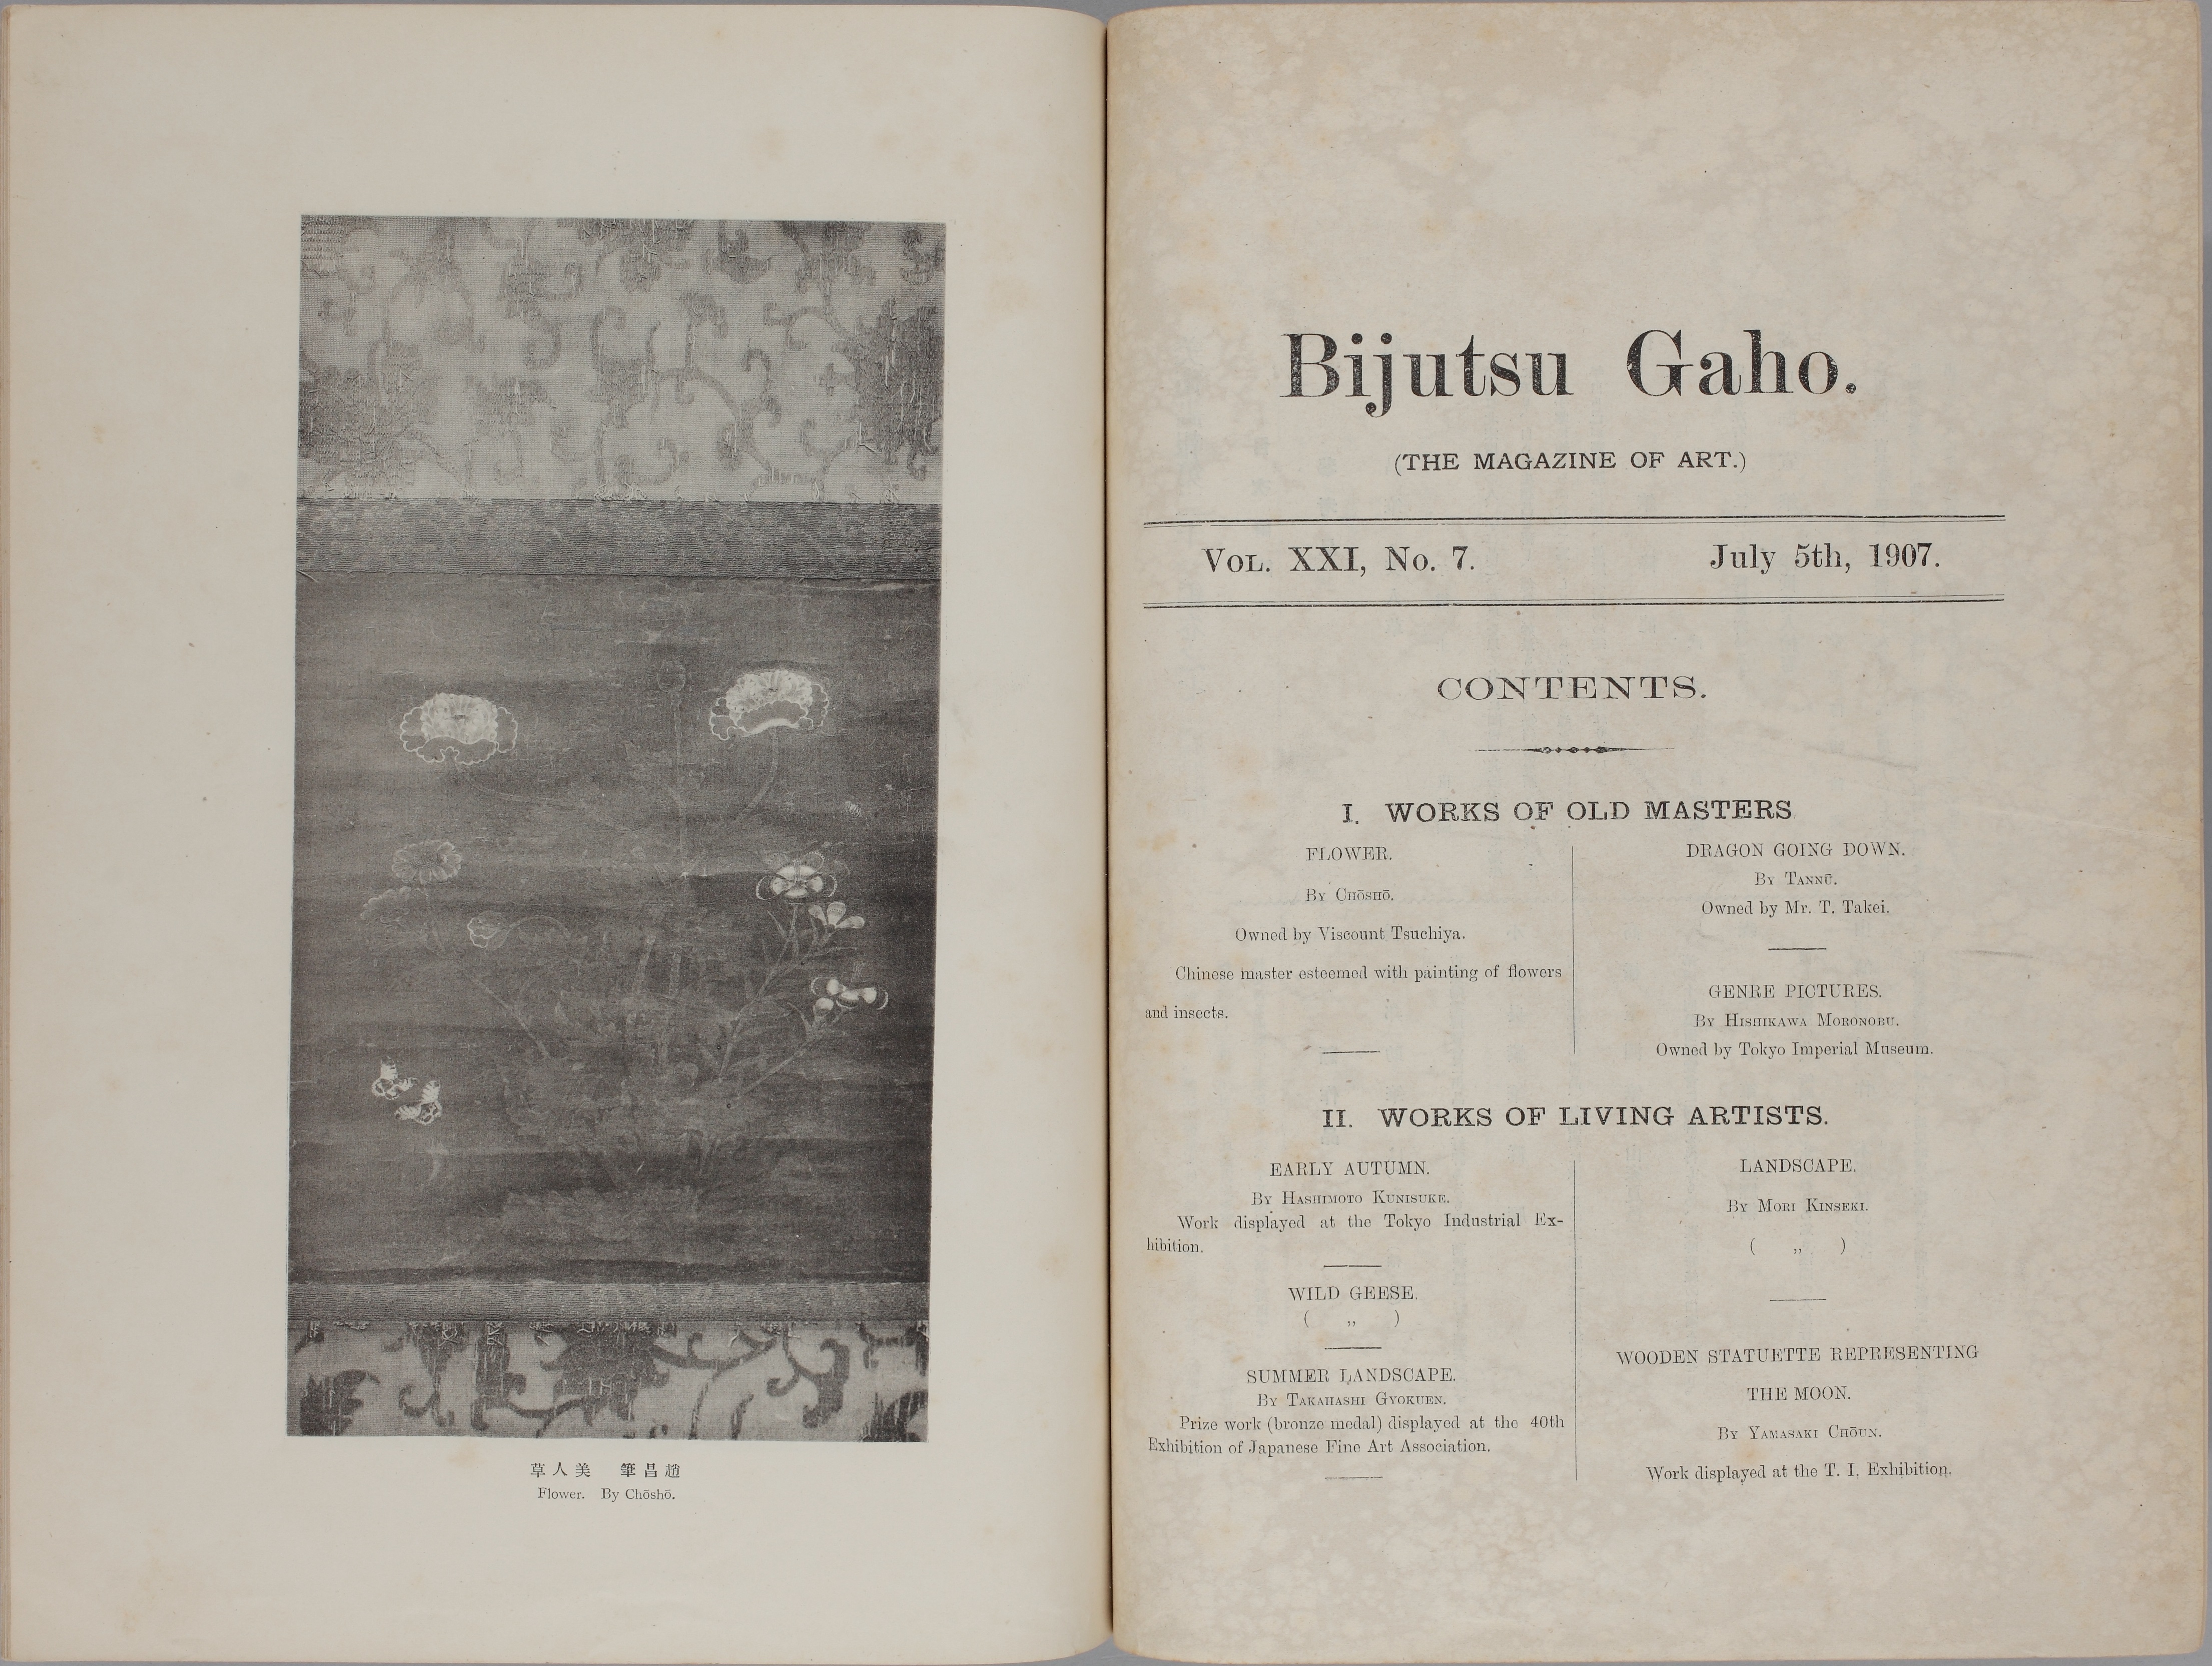 草人美　筆昌趙
Flower. By Chōshō.
Bijutsu Gaho.
(THE MAGAZINE OF ART.)
VOL. XXI, No. 7. July 5th, 1907.
CONTENTS.
I. WORKS OF OLD MASTERS.
FLOWER.
BY CHŌSHŌ.
Owned by Viscount Tsuchiya.
Chinese master esteemed with painting of flowers
and insects.
DRAGON GOING DOWN.
BY TANNŪ.
Owned by Mr. T. Takei.
GENRE PICTURES.
BY HISHIKAWA MORONOBU.
Owned by Tokyo Imperial Museum.
II. WORKS OF LIVING ARTISTS.
EARLY AUTUMN.
BY HASHIMOTO KUNISUKE.
Work displayed at the Tokyo Industrial Ex-
hibition.
WILD GEESE.
( „ )
SUMMER LANDSCAPE.
BY TAKAHASHI GYOKUEN.
Prize work (bronze medal) displayed at the 40th
Exhibition of Japanese Fine Art Association.
LANDSCAPE.
BY MORI KINSEKI.
( „ )
WOODEN STATUETTE REPRESENTING
THE MOON.
BY YAMASAKI CHŌUN.
Work displayed at the T. I. Exhibition.